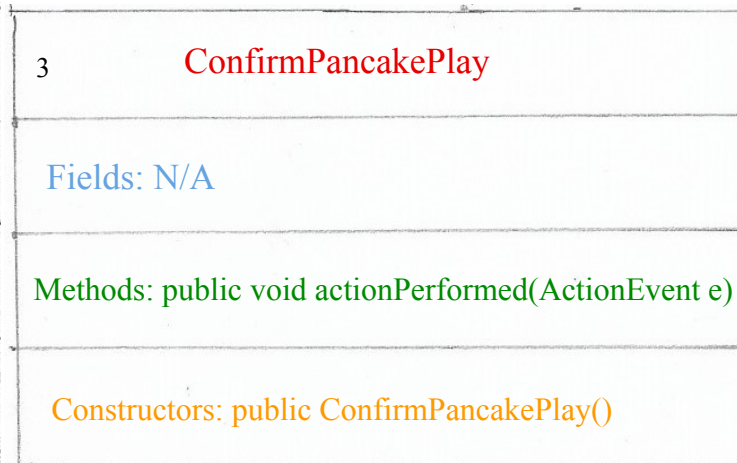 3 ConfirmPancakePlay
Fields: N/A
Methods: public void actionPerformed(ActionEvent e)
Constructors: public ConfirmPancakePlay()